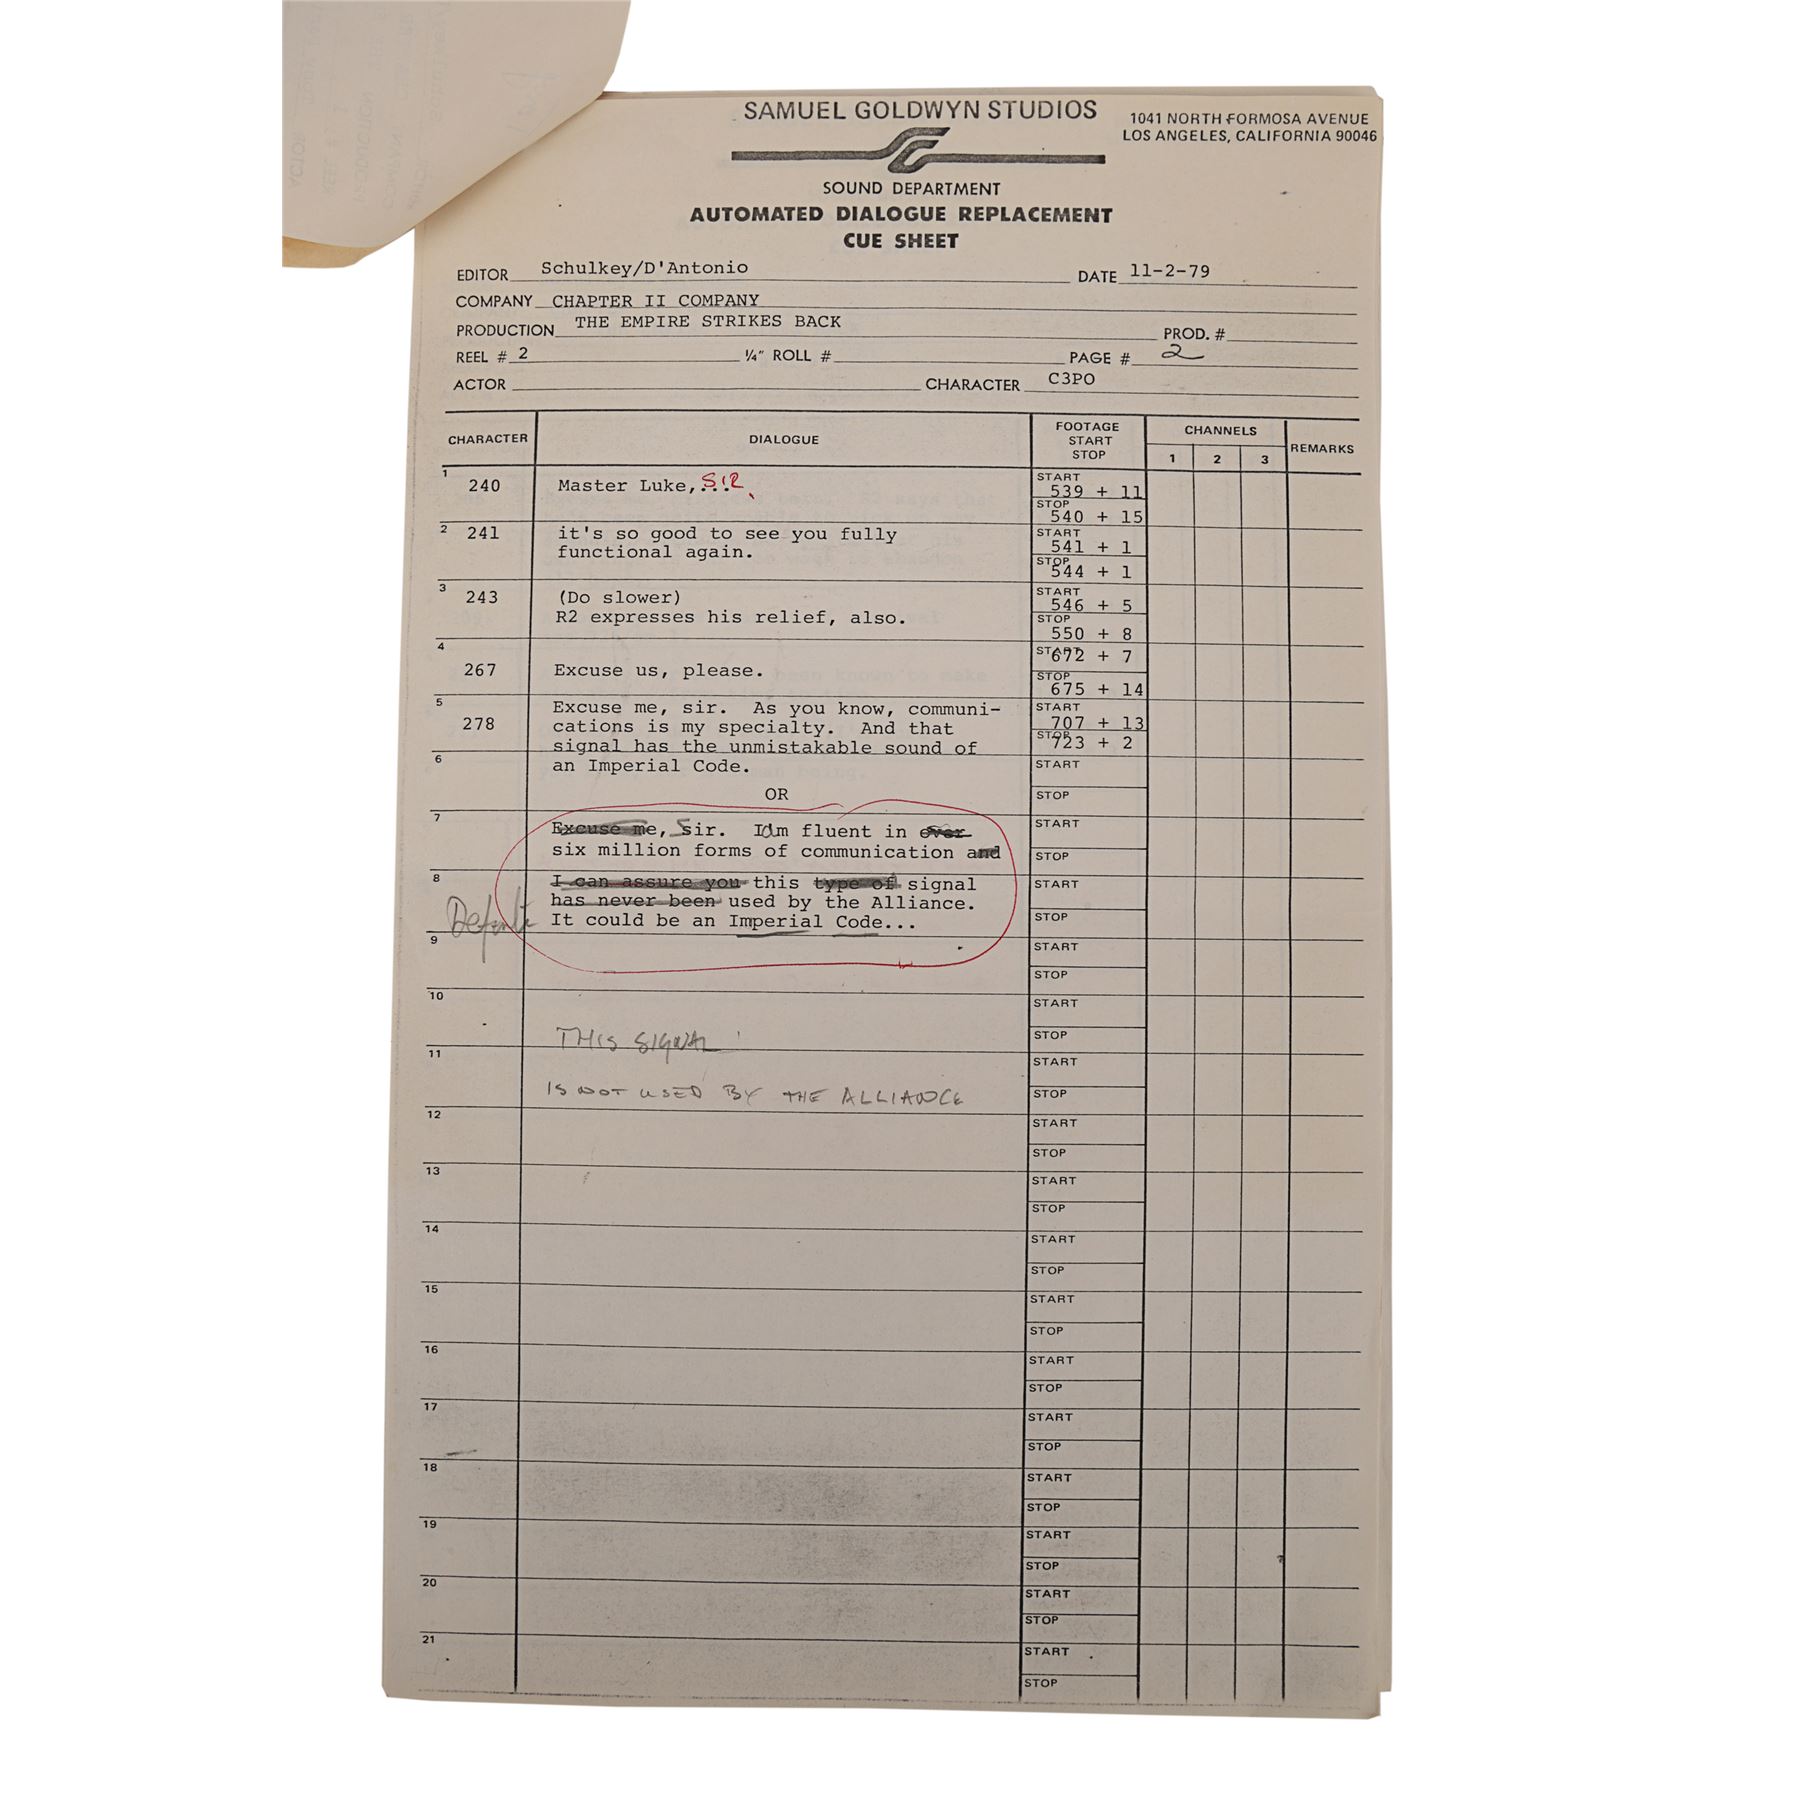 SAMUEL GOLDWYN STUDIOS
1041 NORTH FORMOSA AVENUE
LOS ANGELES, CALIFORNIA 90046
SOUND DEPARTMENT
AUTOMATED DIALOGUE REPLACEMENT
CUE SHEET
EDITOR Schulkey/D'Antonio DATE 11-2-79
COMPANY CHAPTER II COMPANY
PRODUCTION THE EMPIRE STRIKES BACK PROD. #
REEL # 2 ¼" ROLL # PAGE # 2
ACTOR CHARACTER C3PO
CHARACTER DIALOGUE FOOTAGE START STOP CHANNELS 1 2 3 REMARKS
1 240 Master Luke,... SIR, START 539 + 11
STOP 540 + 15
2 241 it's so good to see you fully START 541 + 1
functional again. STOP 544 + 1
3 243 (Do slower) START 546 + 5
R2 expresses his relief, also. STOP 550 + 8
4 START 672 + 7
267 Excuse us, please. STOP 675 + 14
5 Excuse me, sir. As you know, communi- START 707 + 13
278 cations is my specialty. And that STOP 723 + 2
signal has the unmistakable sound of
6 an Imperial Code. START
OR STOP
7 Excuse me, Sir. I am fluent in over START
six million forms of communication and STOP
8 I can assure you this type of signal START
has never been used by the Alliance.
It could be an Imperial Code... STOP
9 START
STOP
10 START
THIS SIGNAL STOP
11 START
IS NOT USED BY THE ALLIANCE STOP
12 START
STOP
13 START
STOP
14 START
STOP
15 START
STOP
16 START
STOP
17 START
STOP
18 START
STOP
19 START
STOP
20 START
STOP
21 START
STOP